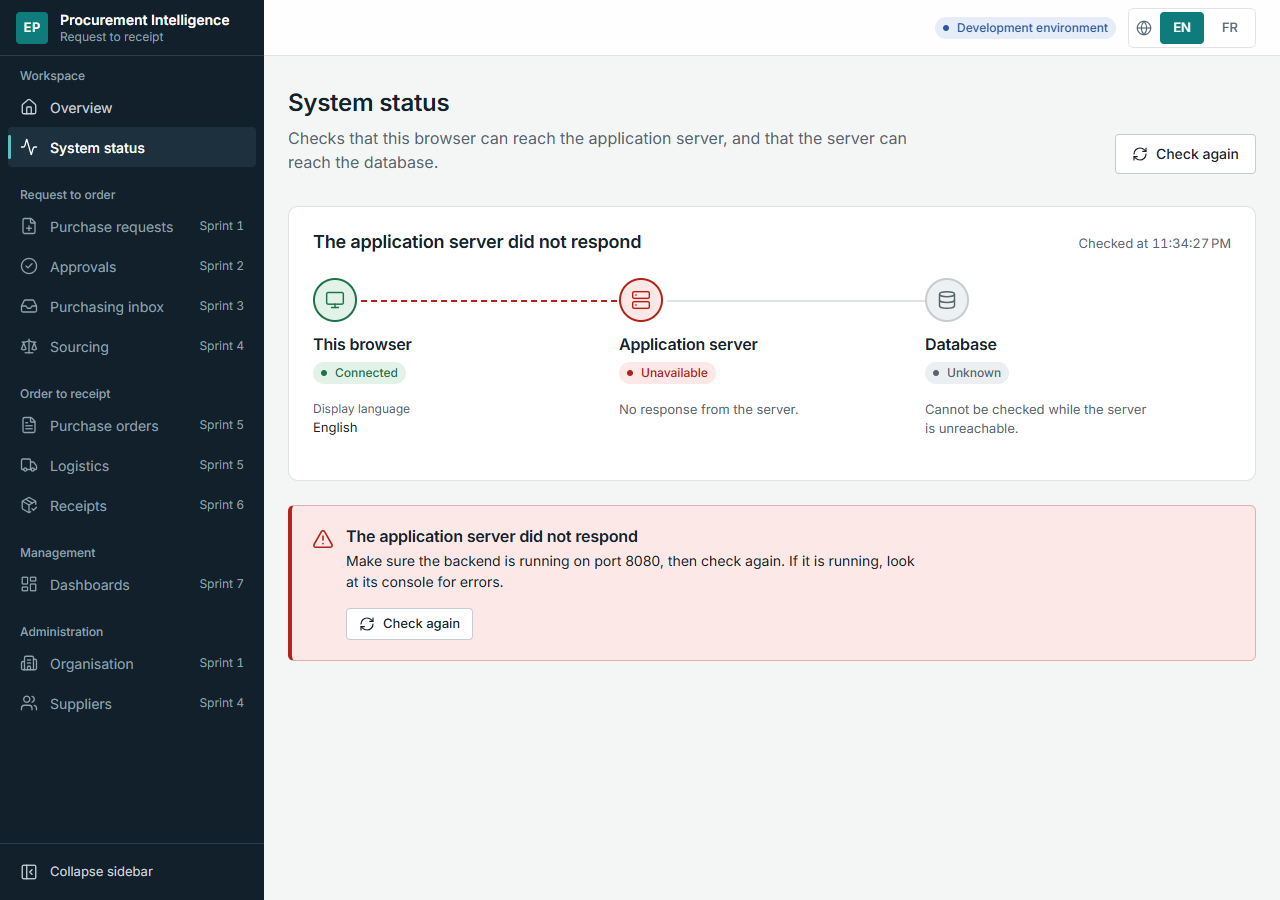 EP
Procurement Intelligence
Request to receipt
Development environment
EN
FR
Workspace
Overview
System status
Request to order
Purchase requests Sprint 1
Approvals Sprint 2
Purchasing inbox Sprint 3
Sourcing Sprint 4
Order to receipt
Purchase orders Sprint 5
Logistics Sprint 5
Receipts Sprint 6
Management
Dashboards Sprint 7
Administration
Organisation Sprint 1
Suppliers Sprint 4
Collapse sidebar
System status
Checks that this browser can reach the application server, and that the server can
reach the database.
Check again
The application server did not respond
Checked at 11:34:27 PM
This browser
Connected
Display language
English
Application server
Unavailable
No response from the server.
Database
Unknown
Cannot be checked while the server
is unreachable.
The application server did not respond
Make sure the backend is running on port 8080, then check again. If it is running, look
at its console for errors.
Check again